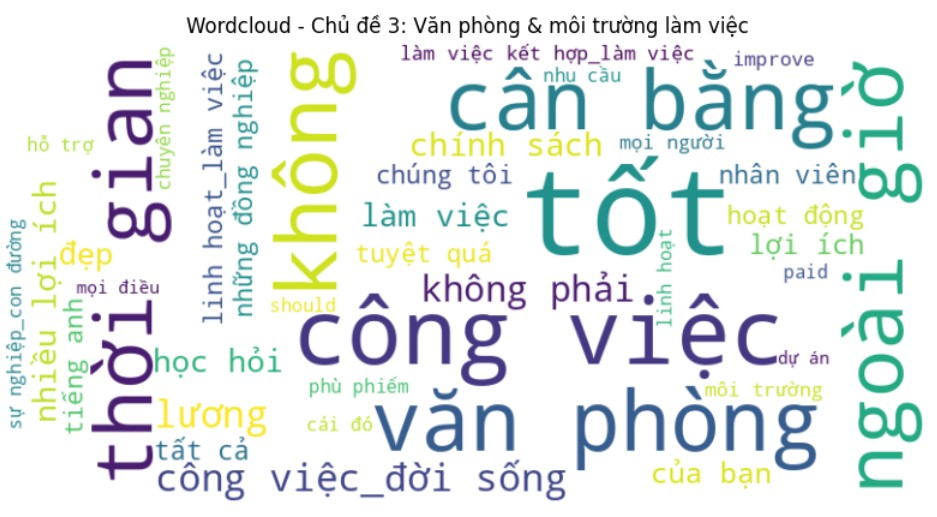 Wordcloud - Chủ đề 3: Văn phòng & môi trường làm việc
làm việc kết hợp_làm việc
improve
nhu cầu
cân bằng
chính sách
mọi người
chúng tôi
nhân viên
tốt
làm việc
hoạt động
lợi ích
tuyệt quá
linh hoạt
paid
không phải
should
công việc
dự án
không
ngoài giờ
thời gian
chuyên nghiệp
linh hoạt_làm việc
những đồng nghiệp
hỗ trợ
đẹp
mọi điều
nhiều lợi ích
sự nghiệp_con đường
tiếng anh
học hỏi
phù phiếm
môi trường
lương
cái đó
văn phòng
tất cả
công việc_đời sống
của bạn